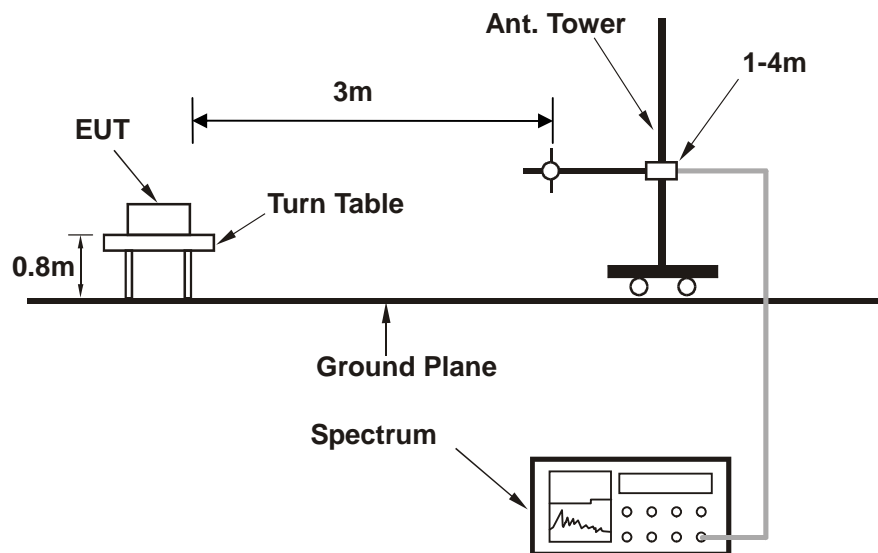 Ant. Tower
1-4m
3m
EUT
Turn Table
0.8m
Ground Plane
Spectrum